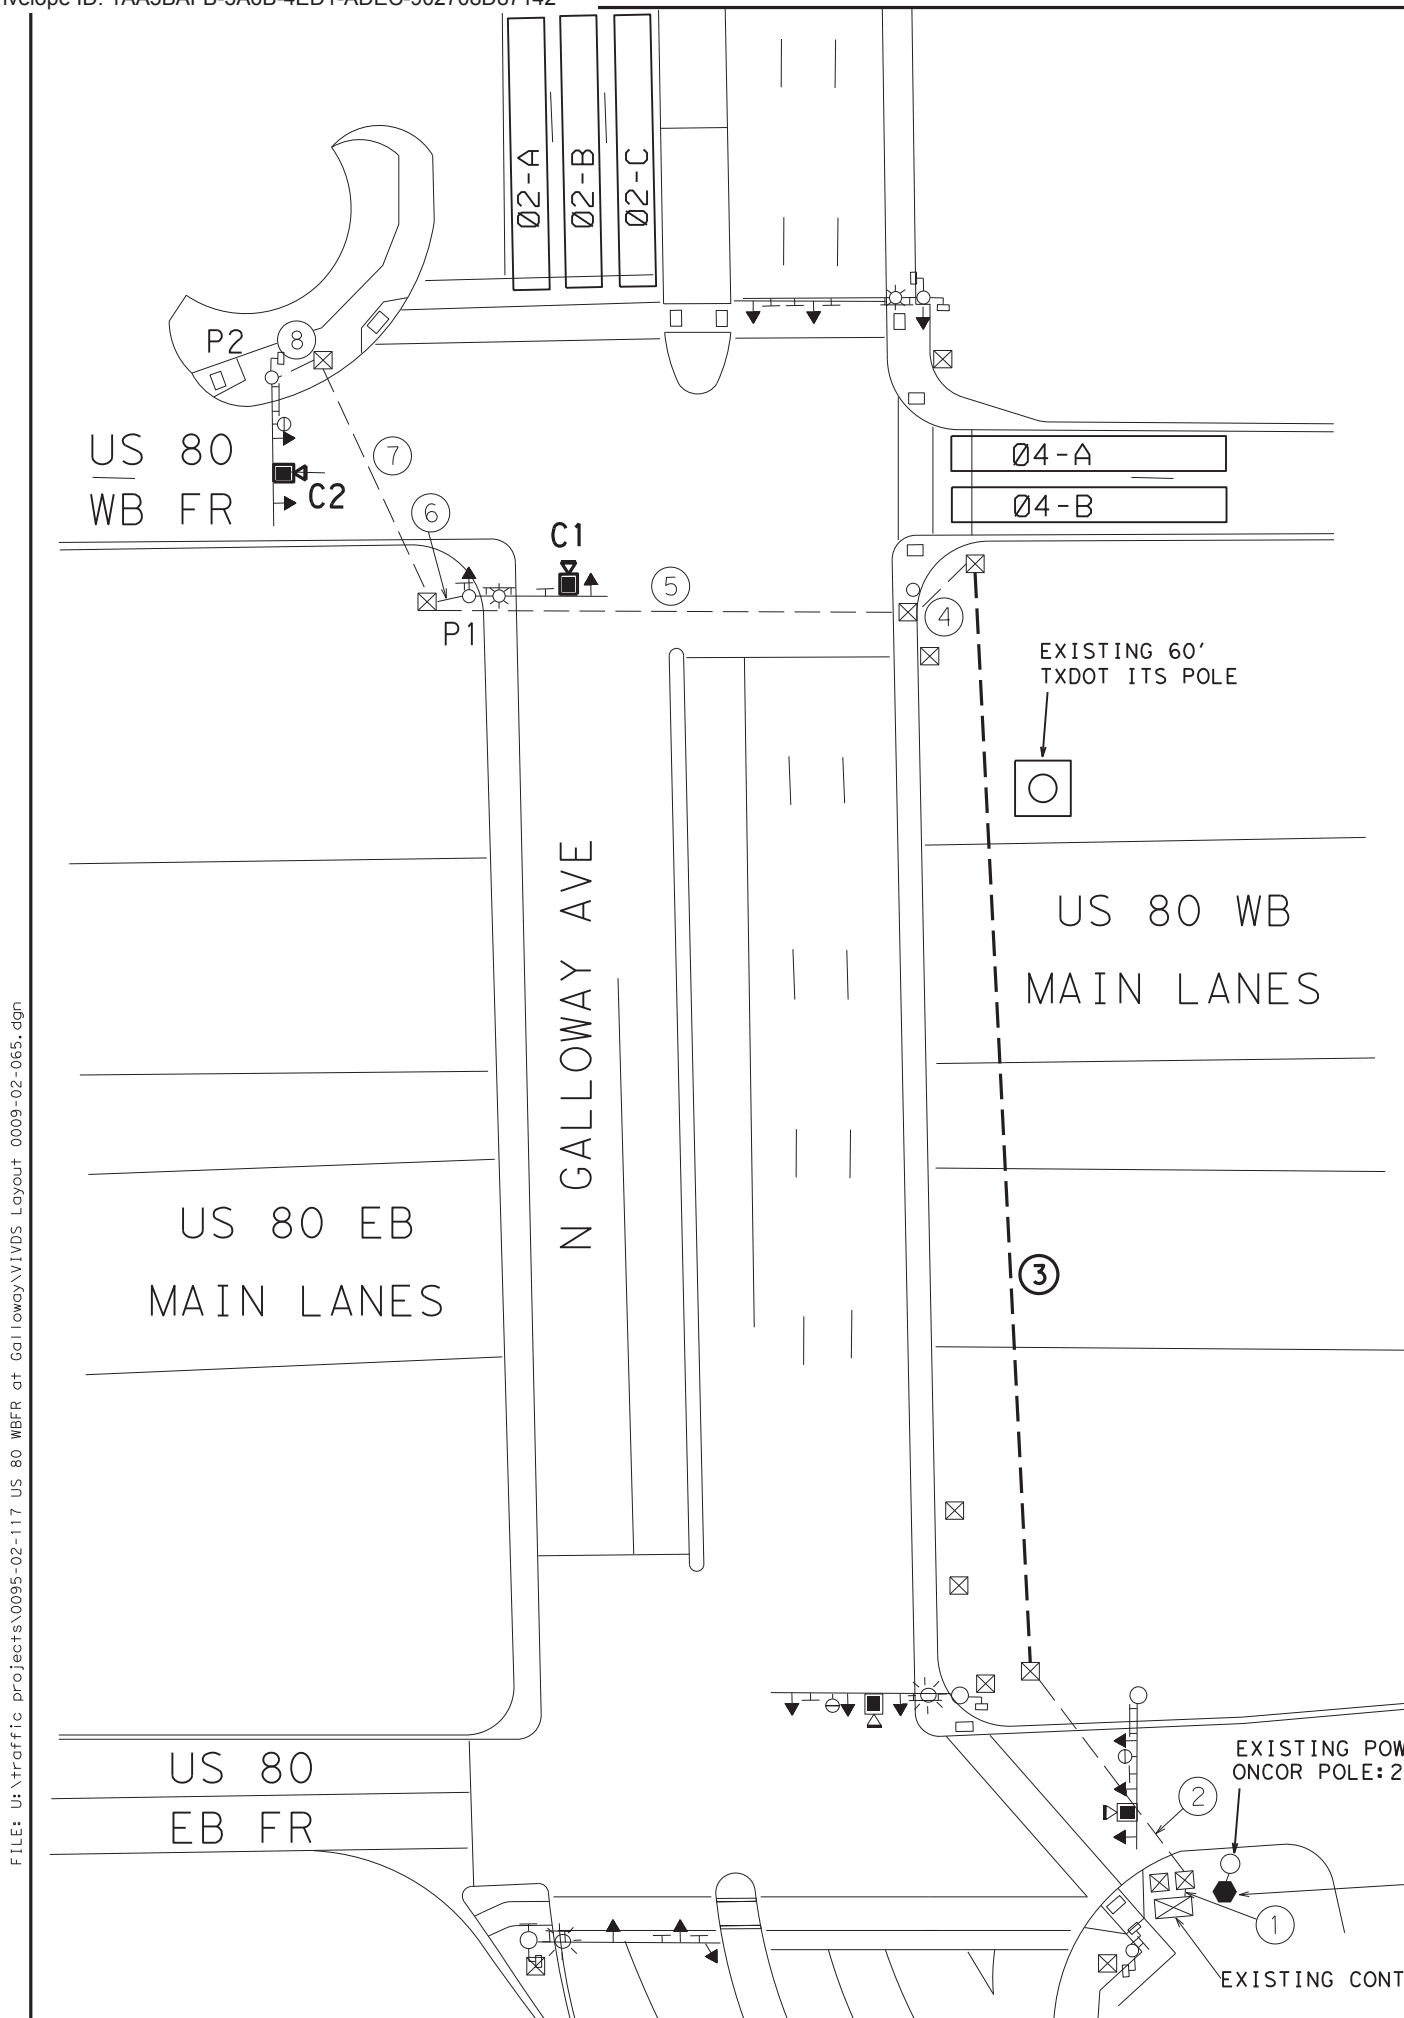 Ø2-A
Ø2-B
Ø2-C
P2
8
US 80
WB FR
7
C2
6
C1
5
P1
4
Ø4-A
Ø4-B
EXISTING 60'
TXDOT ITS POLE
US 80 WB
MAIN LANES
N GALLOWAY AVE
US 80 EB
MAIN LANES
3
US 80
EB FR
EXISTING POW
ONCOR POLE:2
2
1
EXISTING CONT
FILE: U:\traffic projects\0095-02-117 US 80 WBFR at Galloway\VIVDS Layout 0009-02-065.dgn